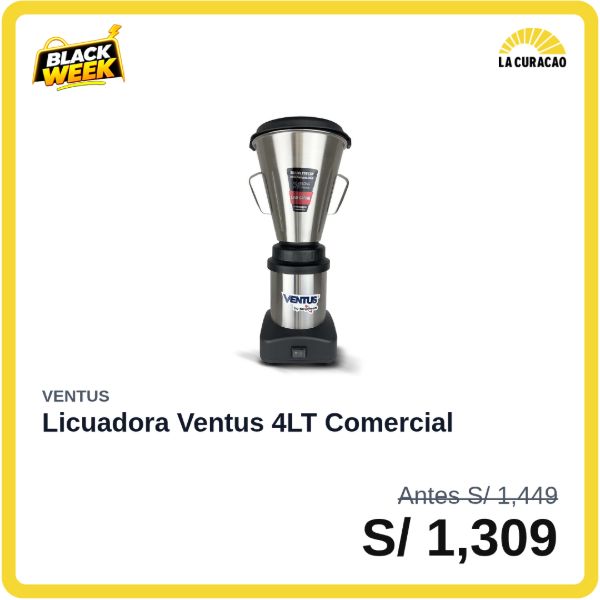 BLACK
WEEK
LA CURACAO
VENTUS
VENTUS
Licuadora Ventus 4LT Comercial
Antes S/ 1,449
S/ 1,309